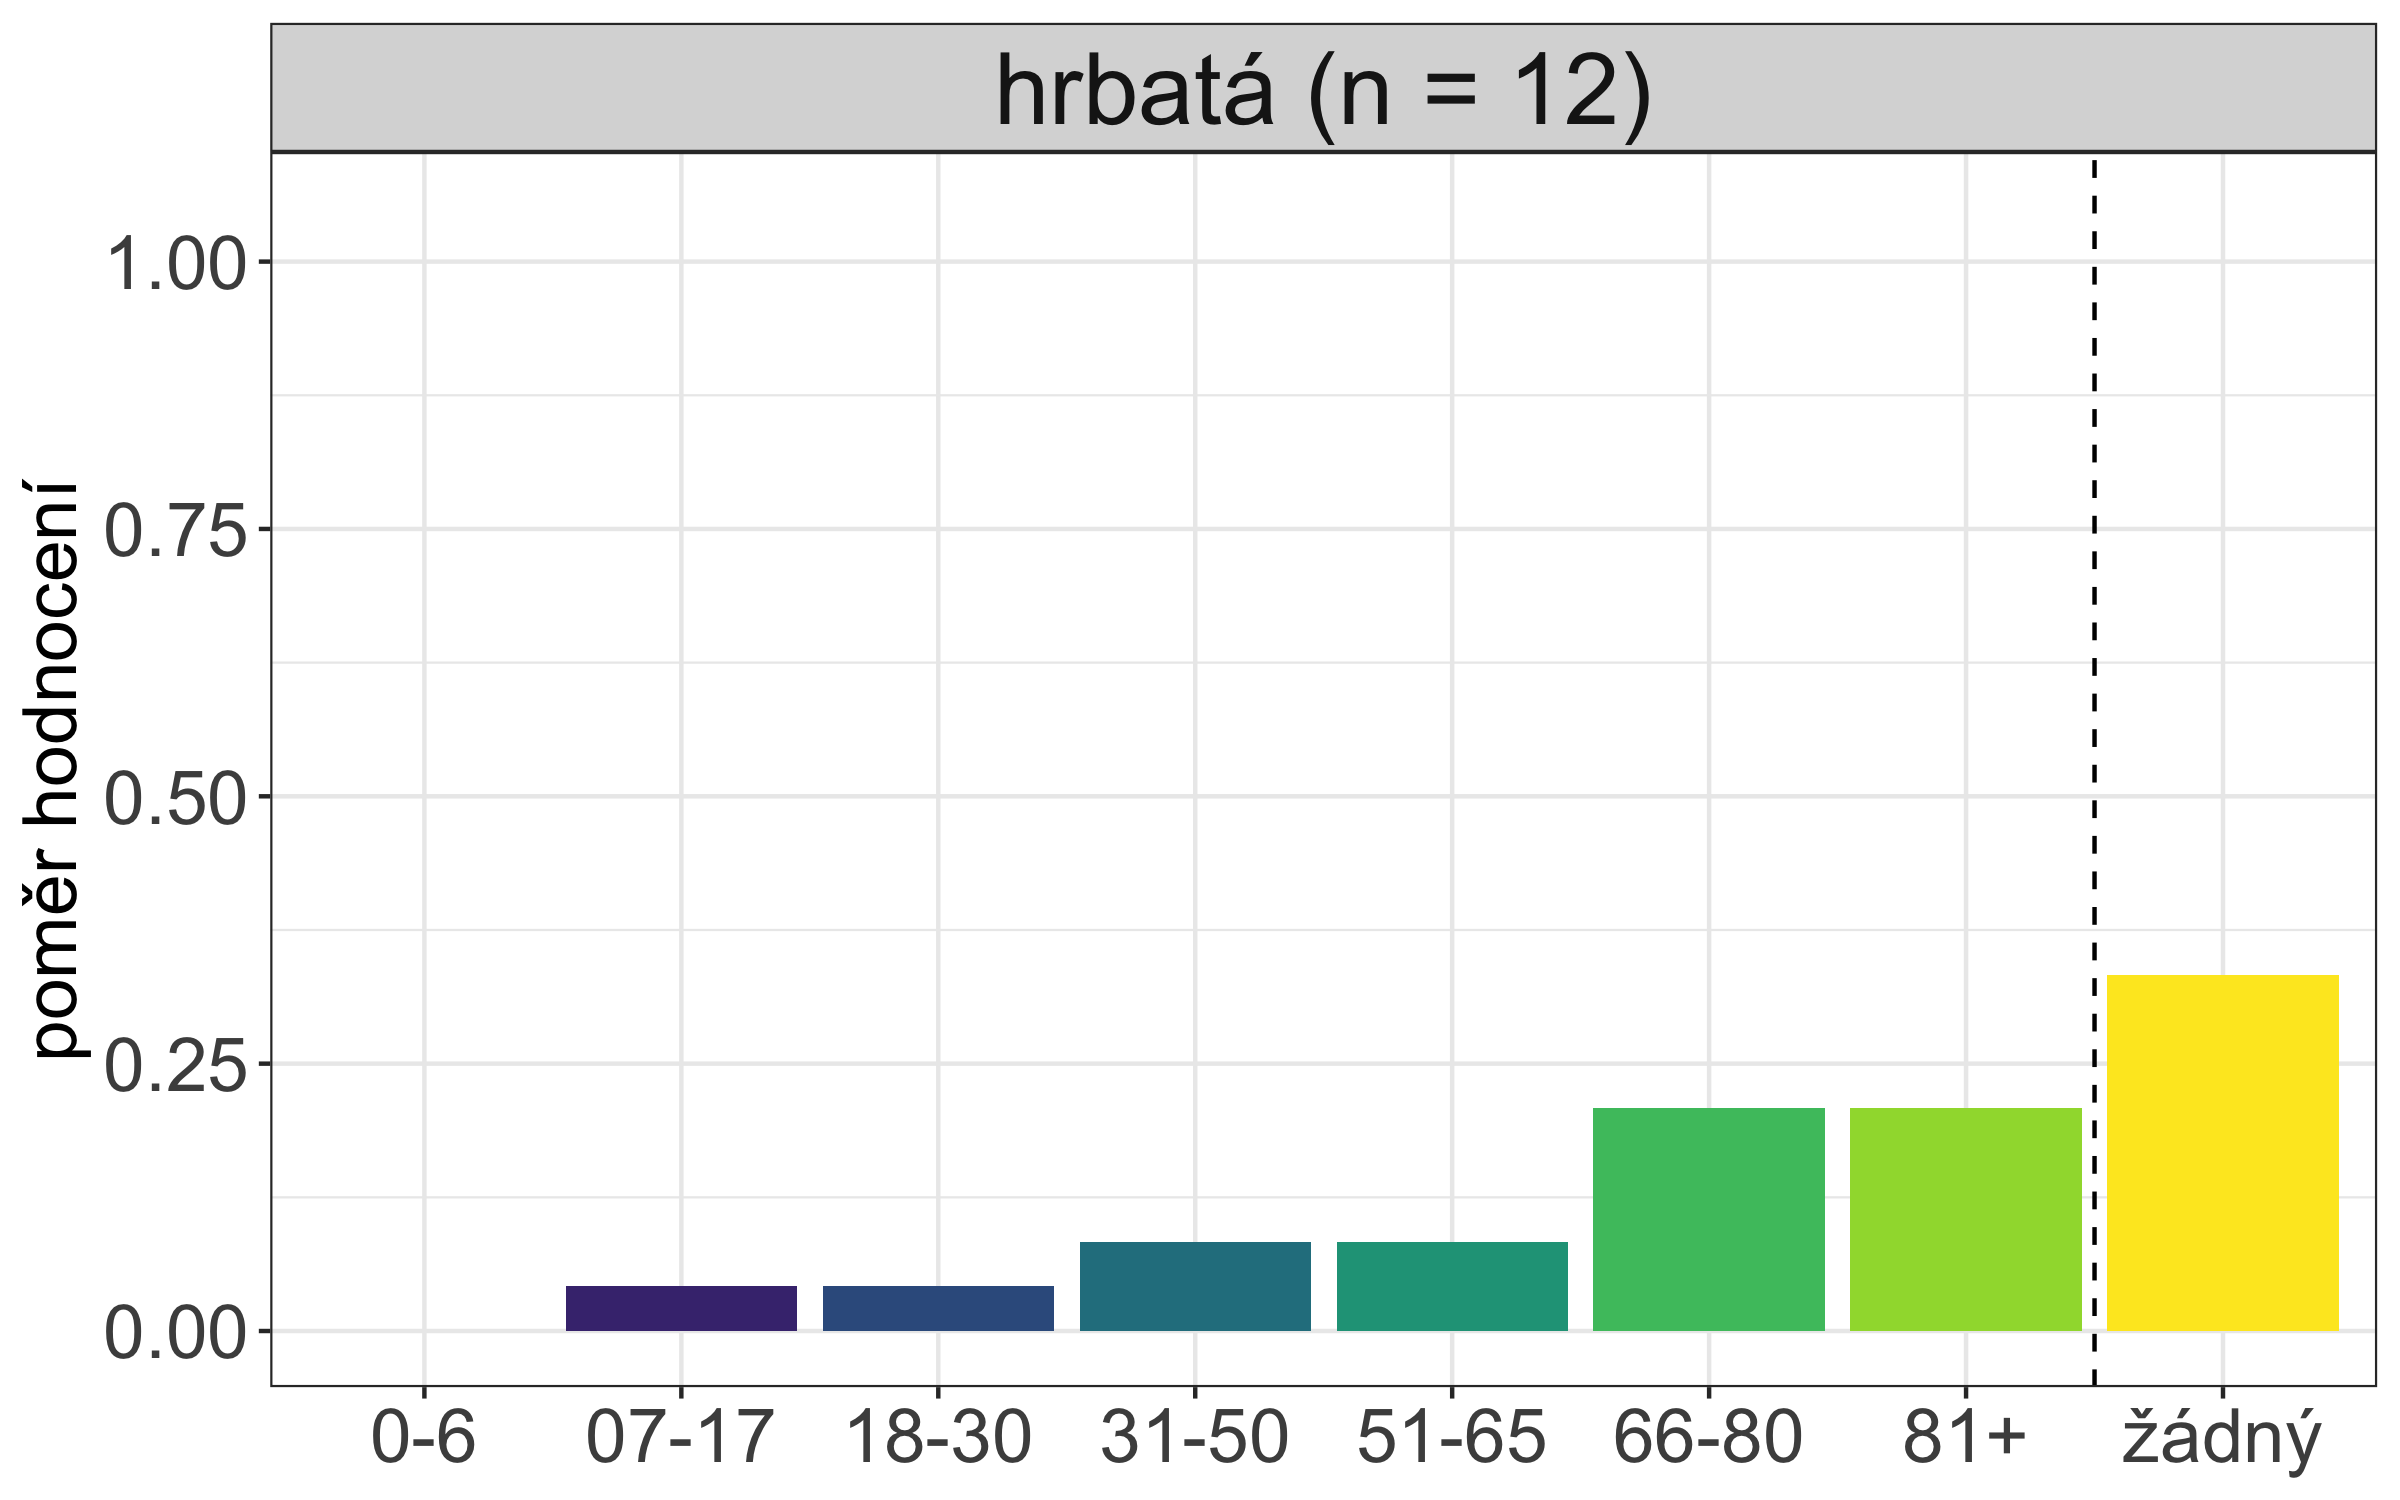 hrbatá (n = 12)
poměr hodnocení
1.00
0.75
0.50
0.25
0.00
0-6 07-17 18-30 31-50 51-65 66-80 81+ žádný